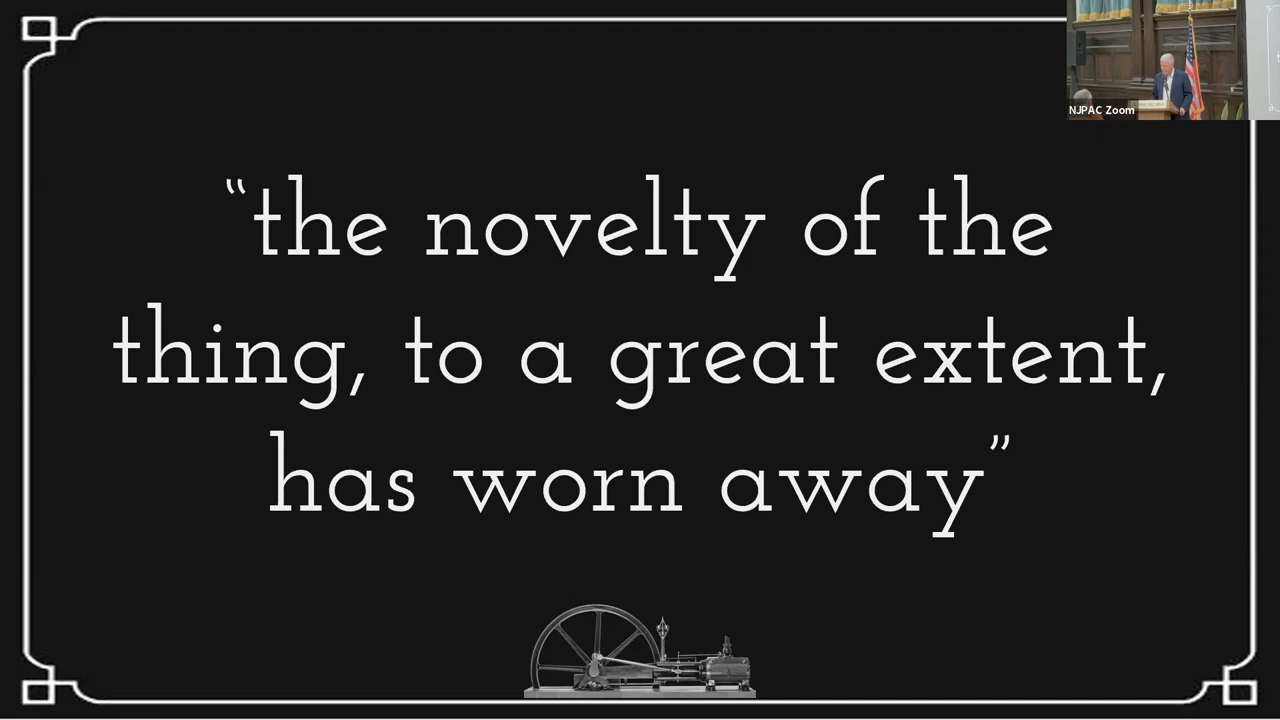 NJPAC Zoom
“the novelty of the
thing, to a great extent,
has worn away”